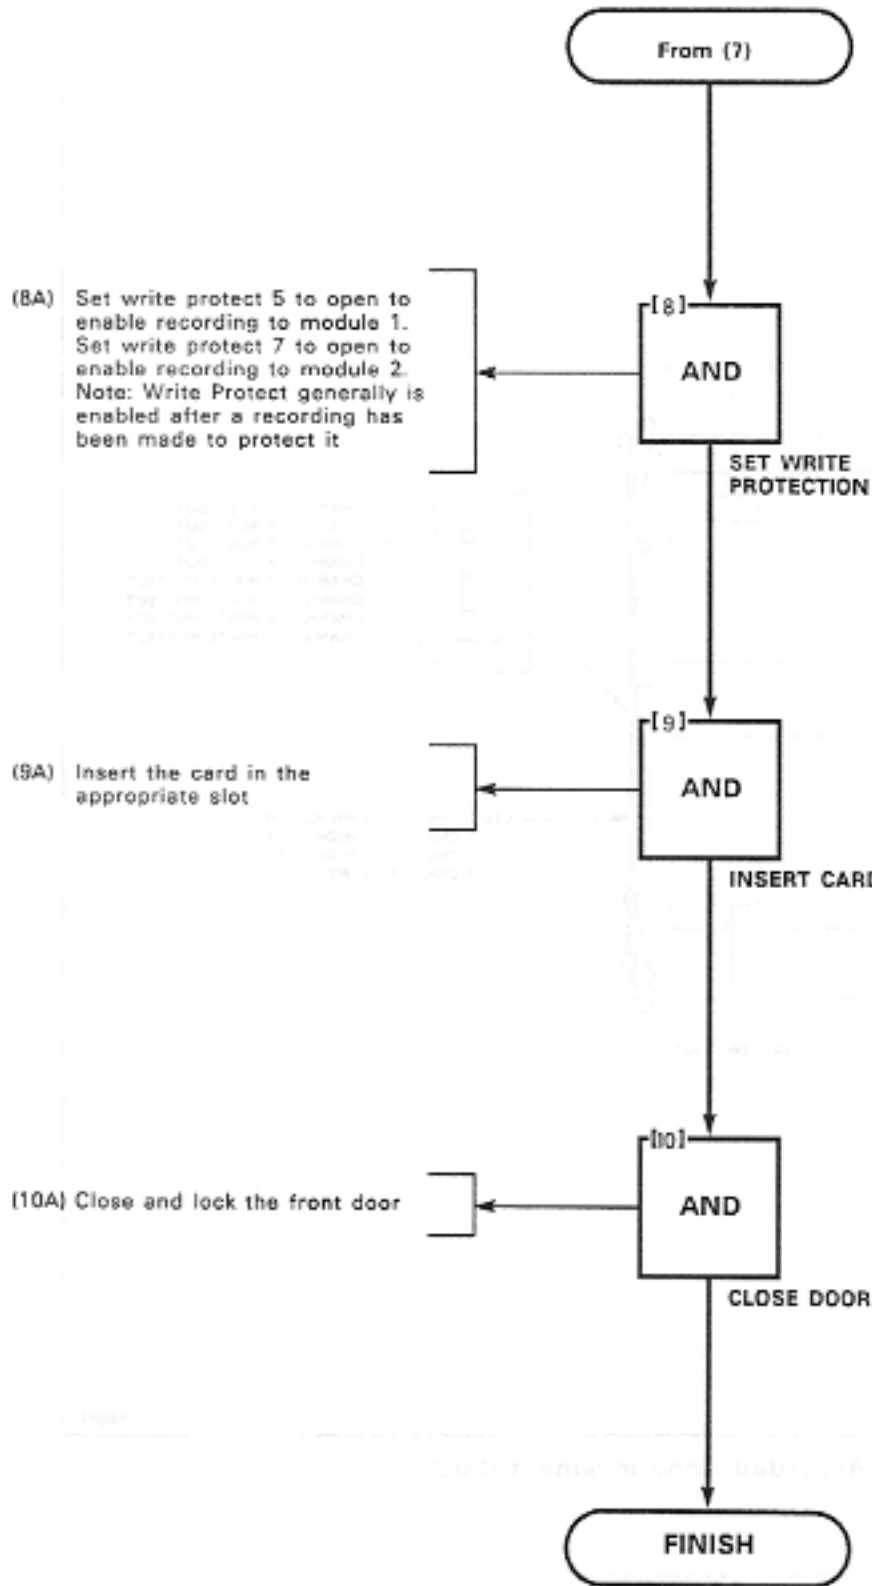 From (7)
(8A) Set write protect 5 to open to
enable recording to module 1.
Set write protect 7 to open to
enable recording to module 2.
Note: Write Protect generally is
enabled after a recording has
been made to protect it
[8]
AND
SET WRITE
PROTECTION
(9A) Insert the card in the
appropriate slot
[9]
AND
INSERT CARD
(10A) Close and lock the front door
[10]
AND
CLOSE DOOR
FINISH